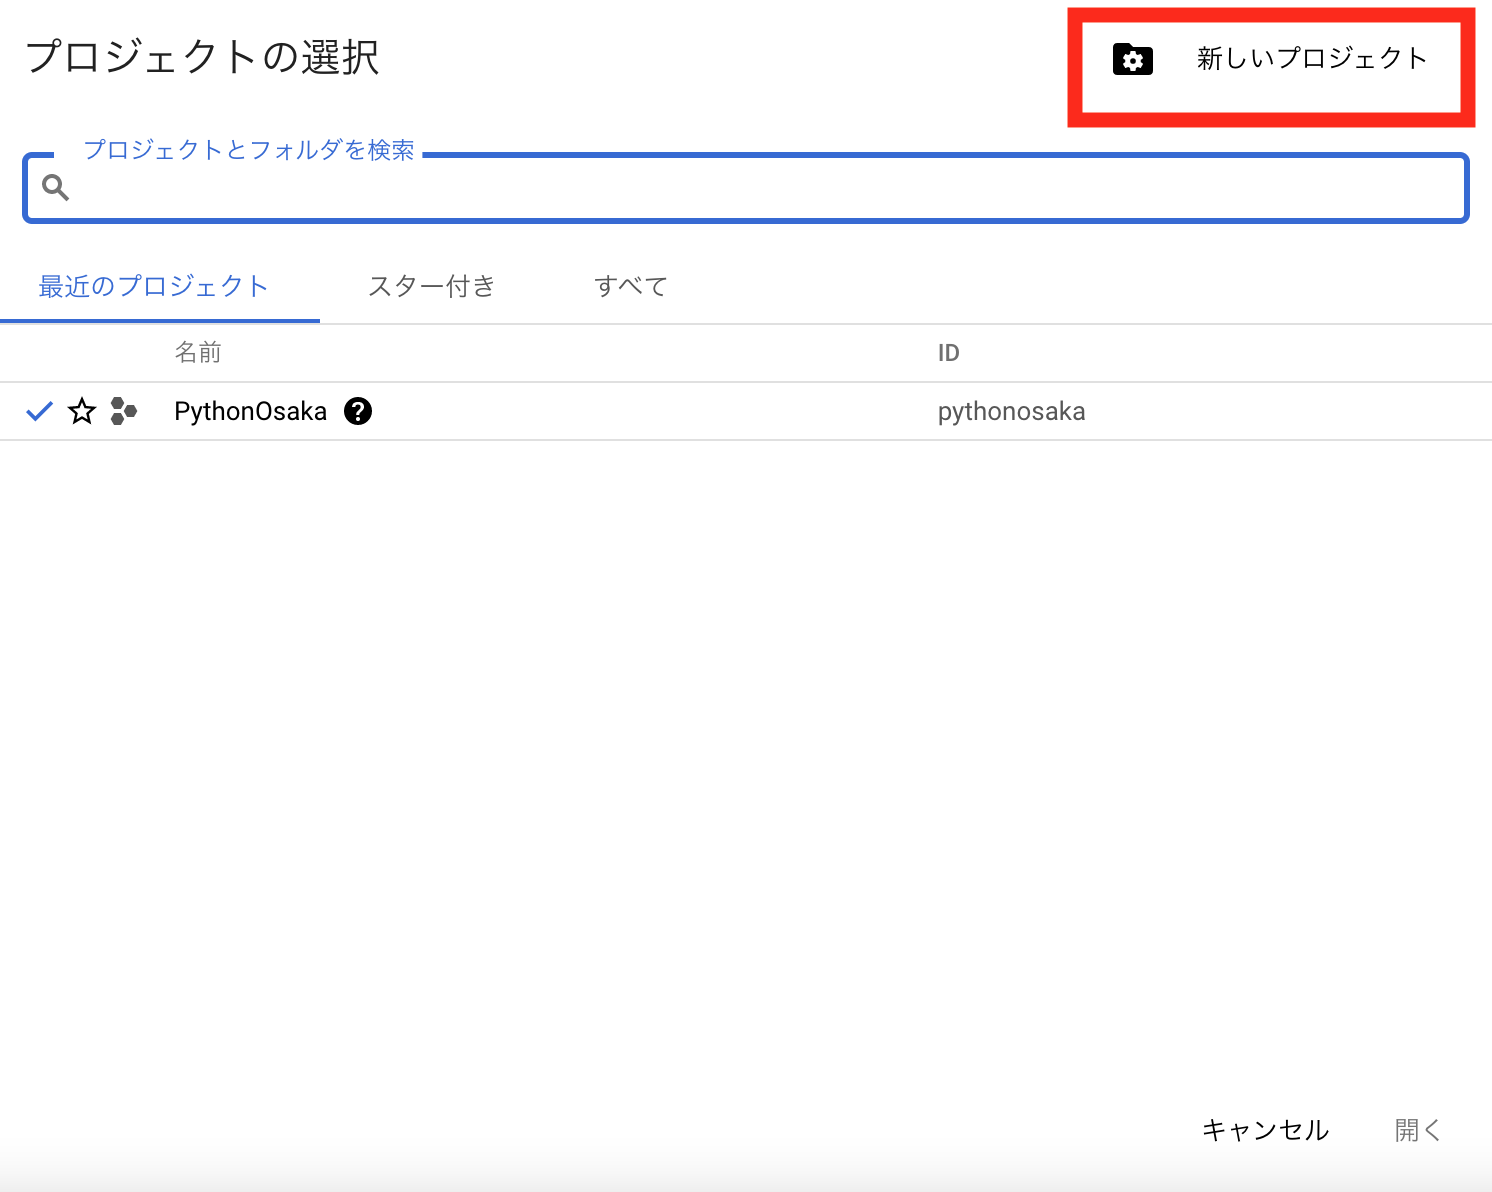 プロジェクトの選択
新しいプロジェクト
プロジェクトとフォルダを検索
最近のプロジェクト スター付き すべて
名前 ID
PythonOsaka pythonosaka
キャンセル 開く